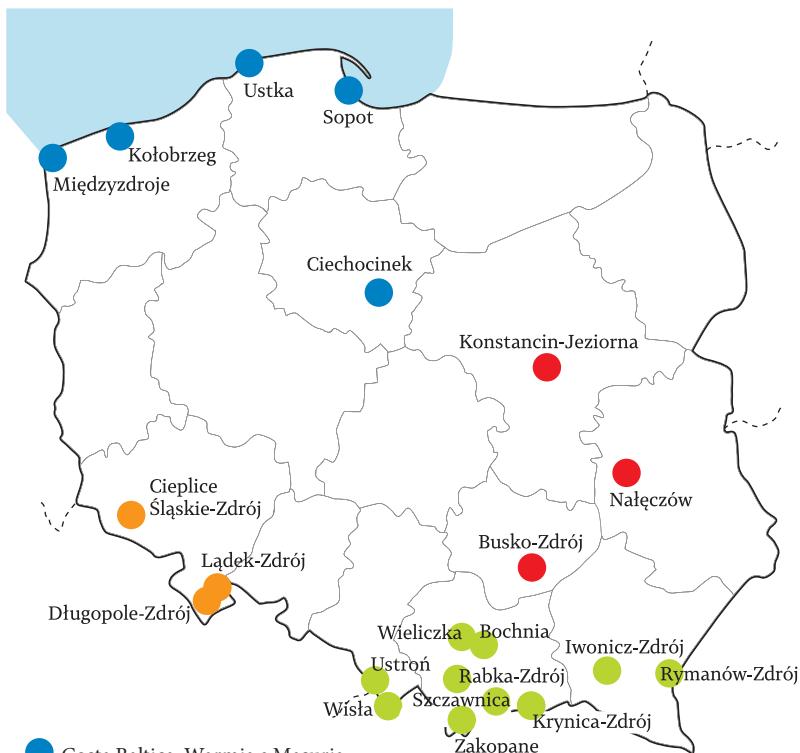 Ustka
Sopot
Kołobrzeg
Międzyzdroje
Ciechocinek
Konstancin-Jeziorna
Nałęczów
Cieplice
Śląskie-Zdrój
Busko-Zdrój
Lądek-Zdrój
Długopole-Zdrój
Wieliczka
Bochnia
Iwonicz-Zdrój
Ustroń
Rabka-Zdrój
Rymanów-Zdrój
Szczawnica
Wisła
Krynica-Zdrój
Zakopane